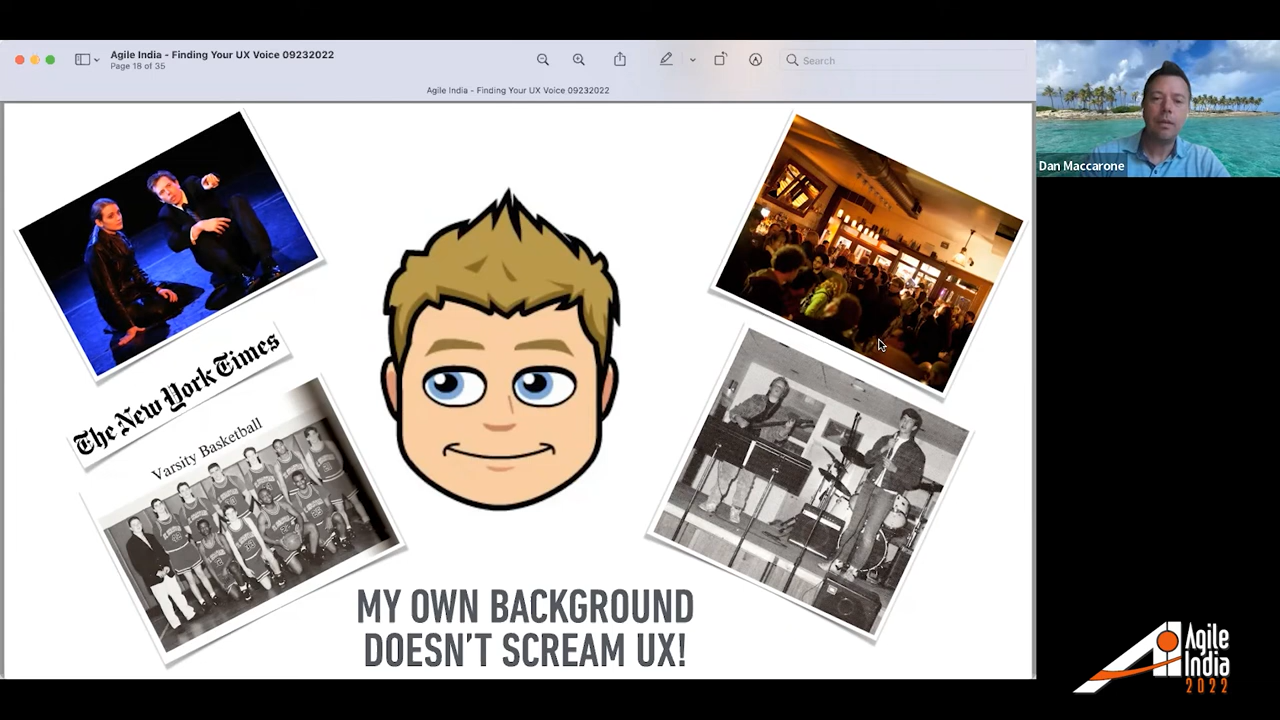 Agile India - Finding Your UX Voice 09232022
Page 18 of 35
Search
Agile India - Finding Your UX Voice 09232022
Dan Maccarone
The New York Times
Varsity Basketball
MY OWN BACKGROUND
DOESN'T SCREAM UX!
Agile
India
2022